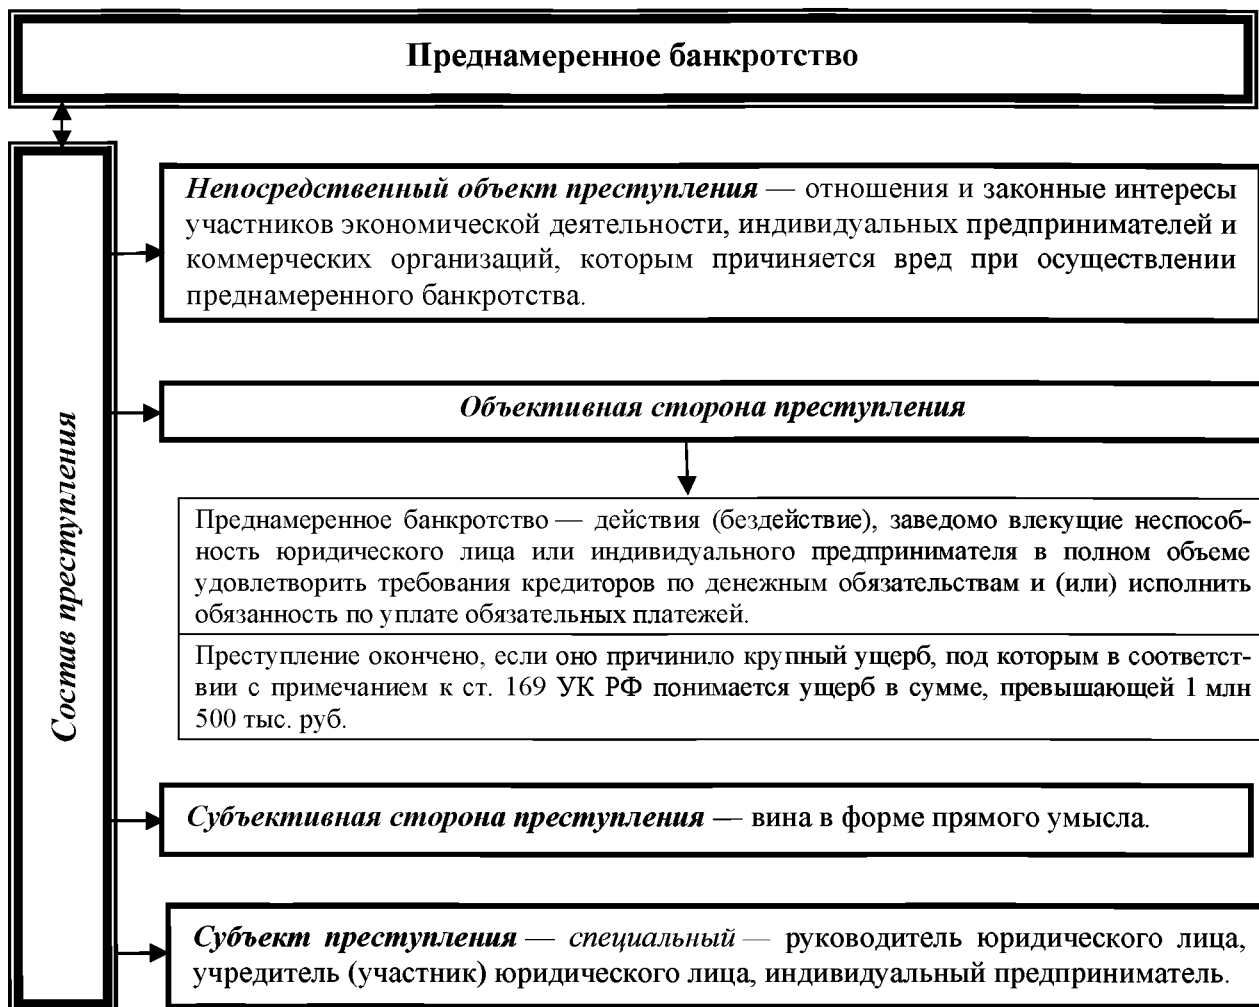 Преднамеренное банкротство
Состав преступления
Непосредственный объект преступления — отношения и законные интересы
участников экономической деятельности, индивидуальных предпринимателей и
коммерческих организаций, которым причиняется вред при осуществлении
преднамеренного банкротства.
Объективная сторона преступления
Преднамеренное банкротство — действия (бездействие), заведомо влекущие неспособ-
ность юридического лица или индивидуального предпринимателя в полном объеме
удовлетворить требования кредиторов по денежным обязательствам и (или) исполнить
обязанность по уплате обязательных платежей.
Преступление окончено, если оно причинило крупный ущерб, под которым в соответст-
вии с примечанием к ст. 169 УК РФ понимается ущерб в сумме, превышающей 1 млн
500 тыс. руб.
Субъективная сторона преступления — вина в форме прямого умысла.
Субъект преступления — специальный — руководитель юридического лица,
учредитель (участник) юридического лица, индивидуальный предприниматель.